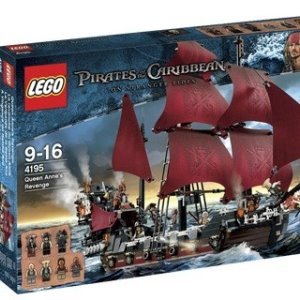 LEGO
PIRATES of the CARIBBEAN
ON STRANGER TIDES
9-16
4195
Queen Anne's
Revenge